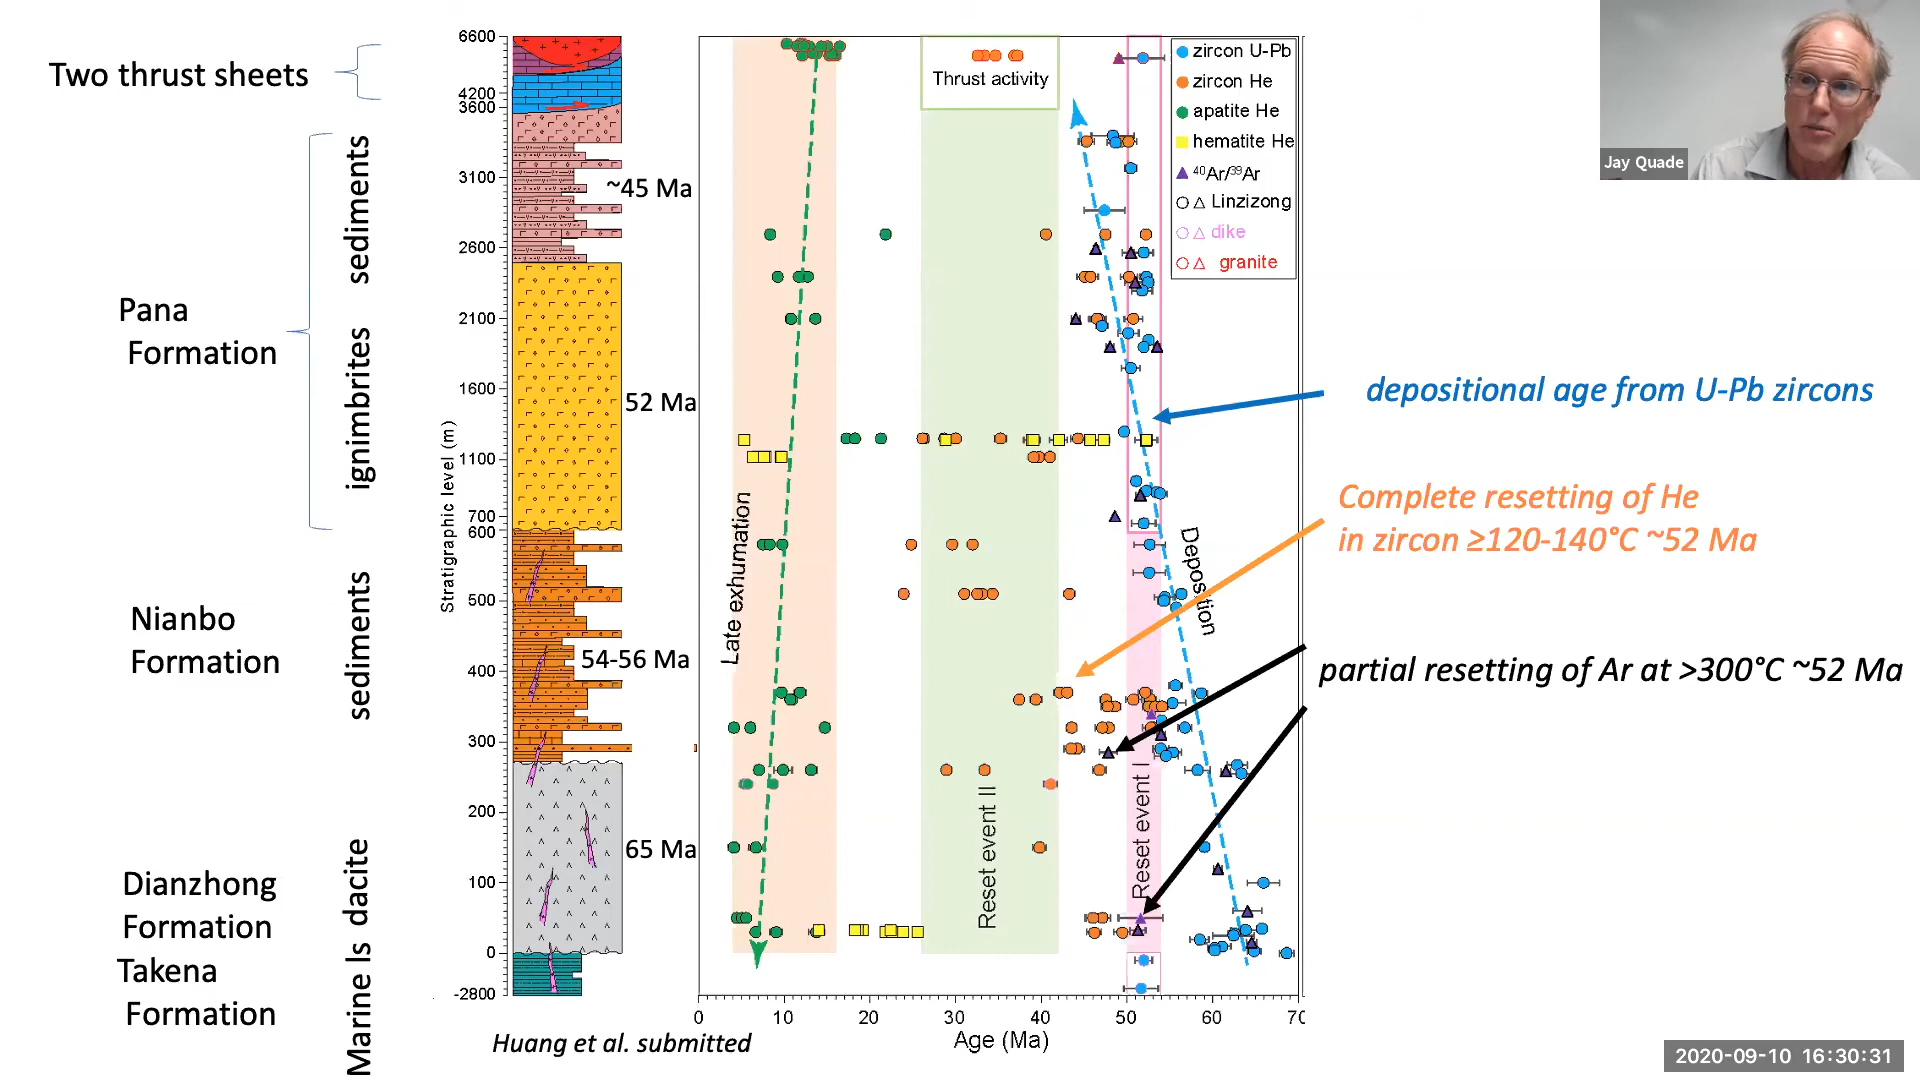 Two thrust sheets
Pana
Formation
sediments
ignimbrites
Nianbo
Formation
sediments
Dianzhong
Formation
Takena
Formation
dacite
Marine ls
~45 Ma
52 Ma
54-56 Ma
65 Ma
Stratigraphic level (m)
6600
4200
3600
3100
2600
2100
1600
1100
700
600
500
400
300
200
100
0
-2800
Thrust activity
Late exhumation
Reset event II
Reset event I
Deposition
zircon U-Pb
zircon He
apatite He
hematite He
40Ar/39Ar
Linzizong
dike
granite
0 10 20 30 40 50 60 70
Age (Ma)
Huang et al. submitted
depositional age from U-Pb zircons
Complete resetting of He
in zircon ≥120-140°C ~52 Ma
partial resetting of Ar at >300°C ~52 Ma
Jay Quade
2020-09-10 16:30:31